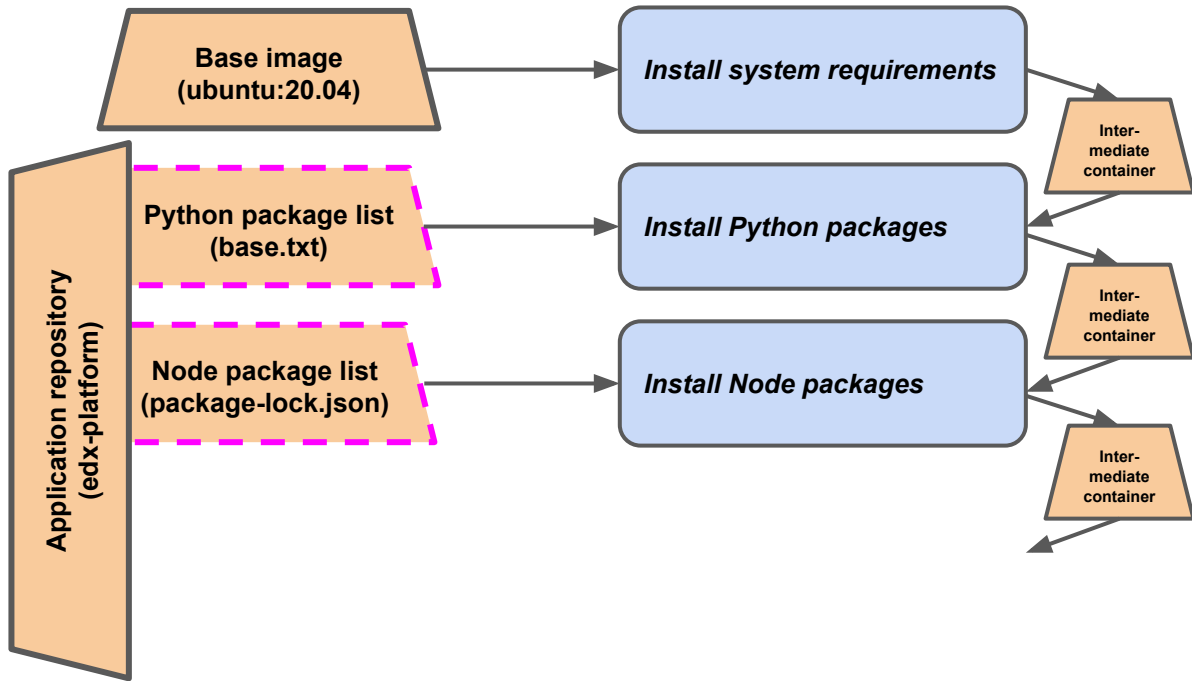 Base image
(ubuntu:20.04)
Install system requirements
Inter-
mediate
container
Application repository
(edx-platform)
Python package list
(base.txt)
Install Python packages
Inter-
mediate
container
Node package list
(package-lock.json)
Install Node packages
Inter-
mediate
container